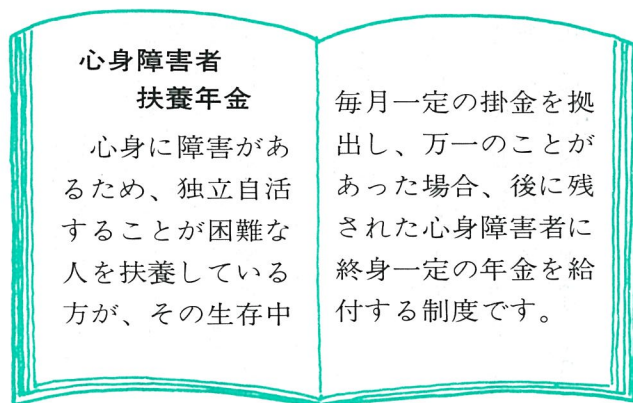 心身障害者
扶養年金
心身に障害があ
るため、独立自活
することが困難な
人を扶養している
方が、その生存中
毎月一定の掛金を拠
出し、万一のことが
あった場合、後に残
された心身障害者に
終身一定の年金を給
付する制度です。